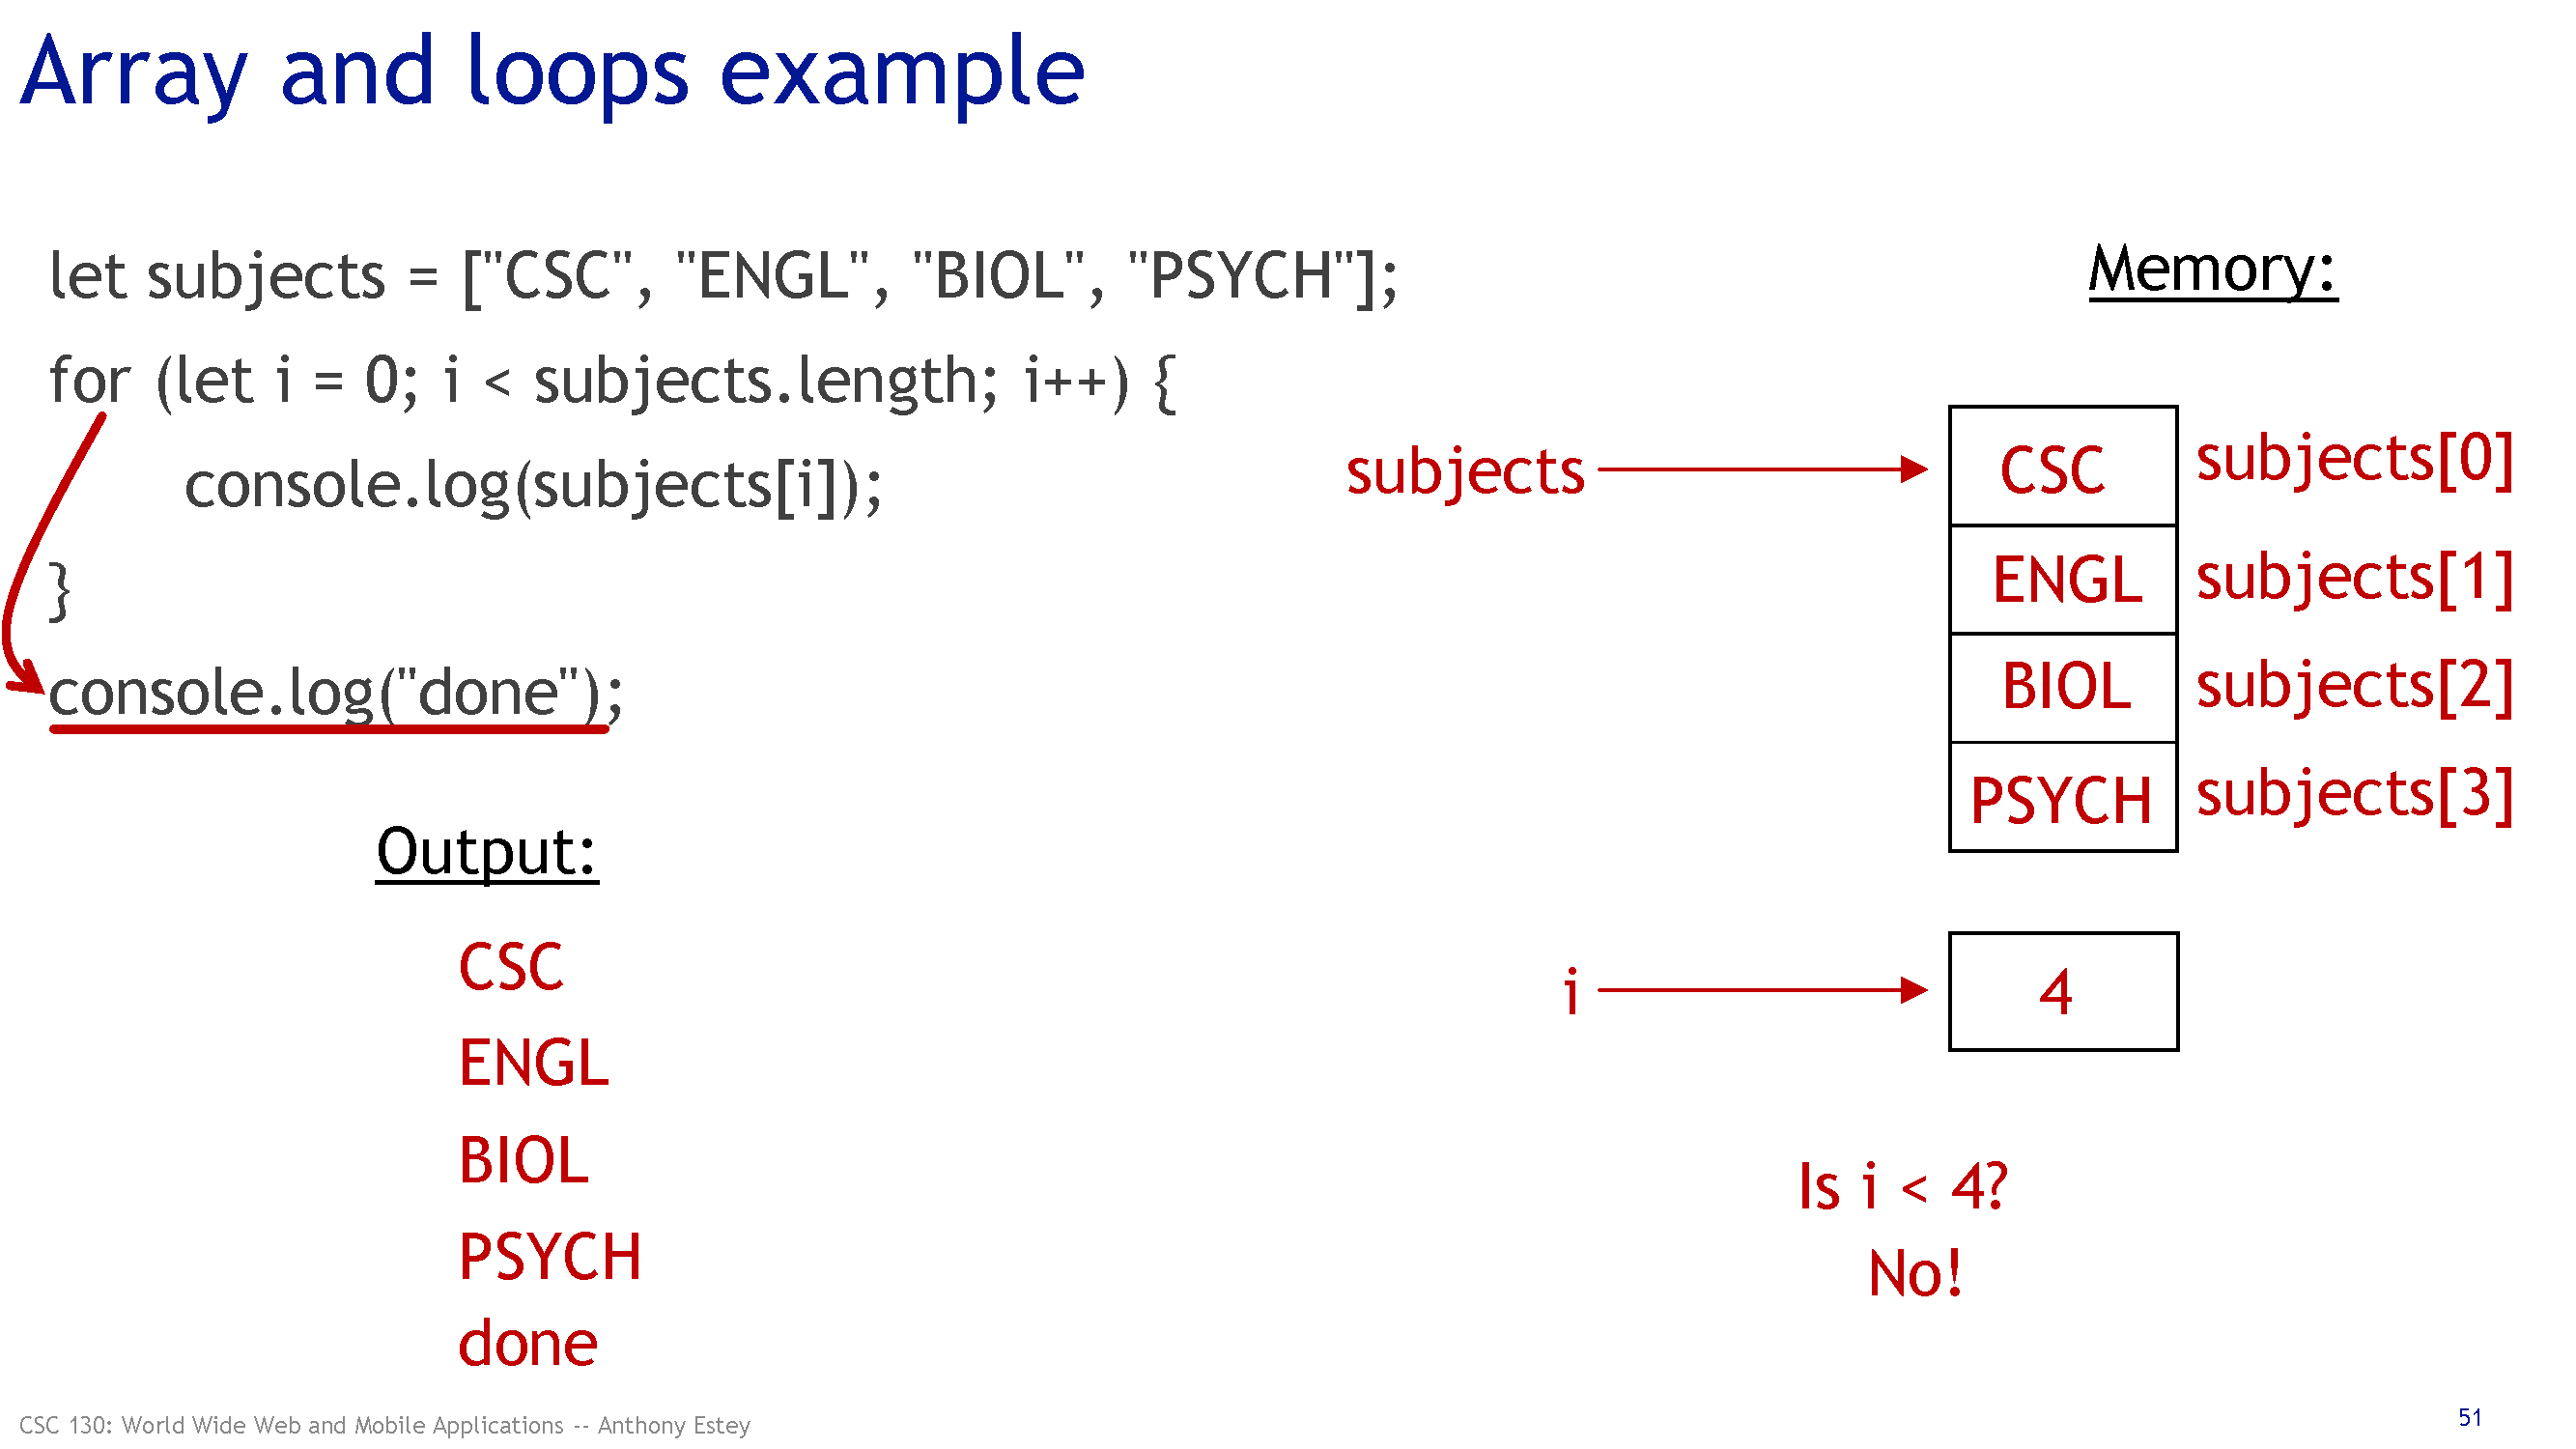 Array and loops example
let subjects = ["CSC", "ENGL", "BIOL", "PSYCH"];
for (let i = 0; i < subjects.length; i++) {
console.log(subjects[i]);
}
console.log("done");
Output:
CSC
ENGL
BIOL
PSYCH
done
Memory:
subjects
CSC subjects[0]
ENGL subjects[1]
BIOL subjects[2]
PSYCH subjects[3]
i 4
Is i < 4?
No!
CSC 130: World Wide Web and Mobile Applications -- Anthony Estey
51